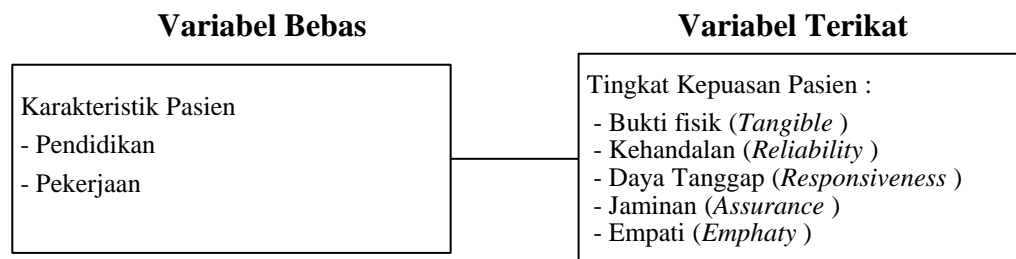 Variabel Bebas
Karakteristik Pasien
- Pendidikan
- Pekerjaan
Variabel Terikat
Tingkat Kepuasan Pasien :
- Bukti fisik (Tangible )
- Kehandalan (Reliability )
- Daya Tanggap (Responsiveness )
- Jaminan (Assurance )
- Empati (Emphaty )